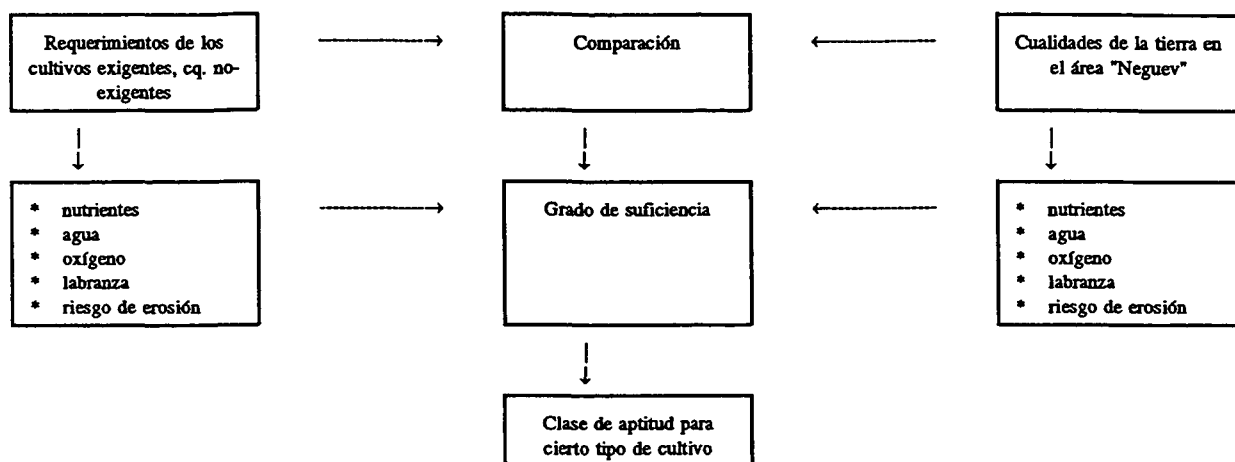 Requerimientos de los
cultivos exigentes, cq. no-
exigentes
Comparación
Cualidades de la tierra en
el área "Neguev"
* nutrientes
* agua
* oxígeno
* labranza
* riesgo de erosión
Grado de suficiencia
* nutrientes
* agua
* oxígeno
* labranza
* riesgo de erosión
Clase de aptitud para
cierto tipo de cultivo